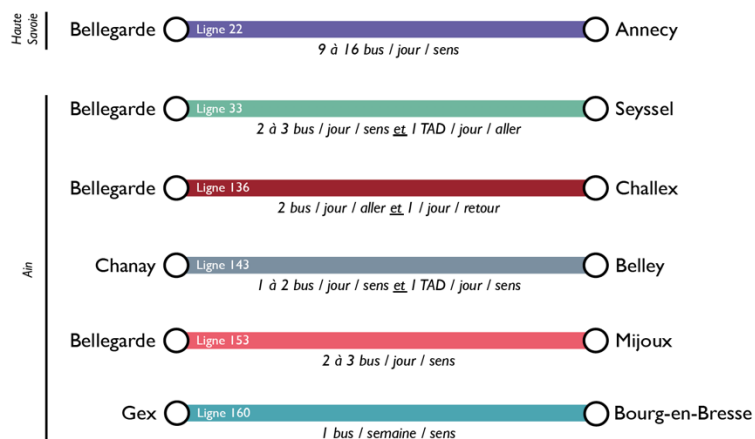 Haute
Savoie
Bellegarde
Ligne 22
Annecy
9 à 16 bus / jour / sens
Ain
Bellegarde
Ligne 33
Seyssel
2 à 3 bus / jour / sens et 1 TAD / jour / aller
Bellegarde
Ligne 136
Challex
2 bus / jour / aller et 1 / jour / retour
Chanay
Ligne 143
Belley
1 à 2 bus / jour / sens et 1 TAD / jour / sens
Bellegarde
Ligne 153
Mijoux
2 à 3 bus / jour / sens
Gex
Ligne 160
Bourg-en-Bresse
1 bus / semaine / sens